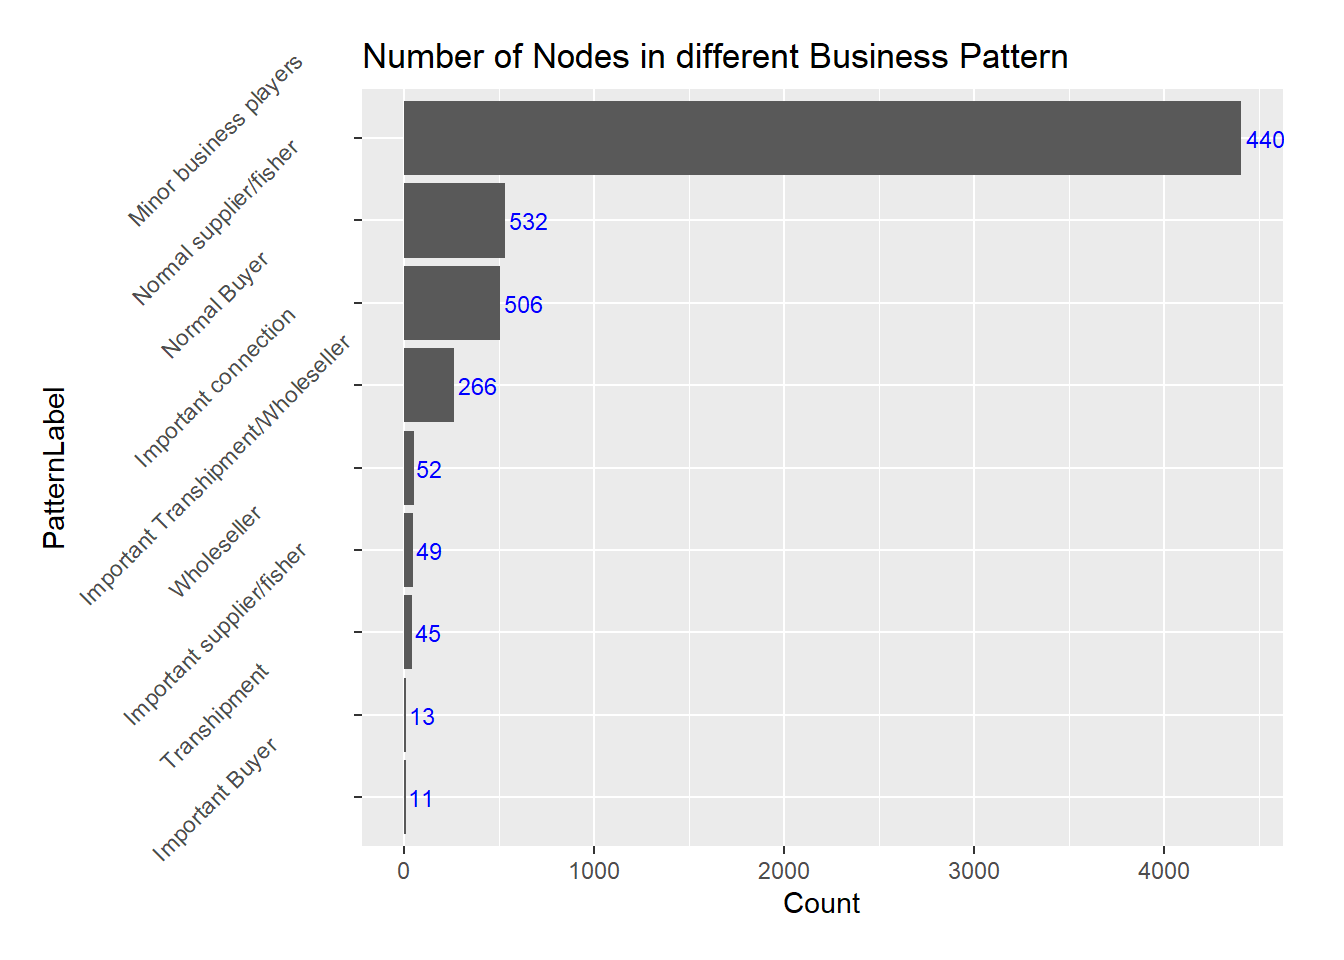 Number of Nodes in different Business Pattern
Minor business players
440
Normal supplier/fisher
532
Normal Buyer
506
Important connection
266
Important Transhipment/Wholeseller
52
Wholeseller
49
Important supplier/fisher
45
Transhipment
13
Important Buyer
11
PatternLabel
0 1000 2000 3000 4000
Count